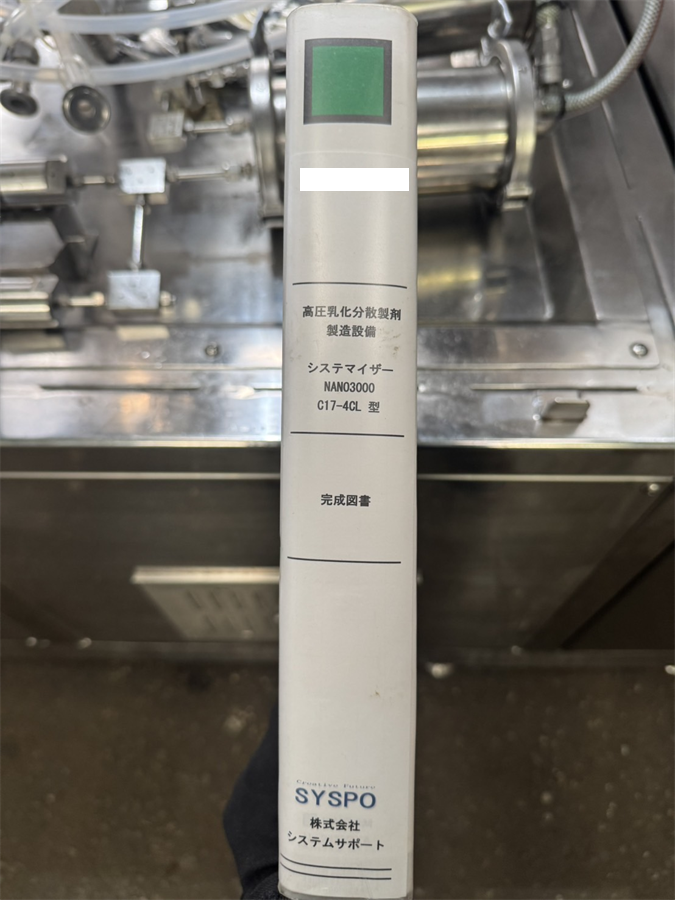 高圧乳化分散製剤
製造設備
システマイザー
NANO3000
C17-4CL 型
完成図書
Creative Future
SYSPO
株式会社
システムサポート